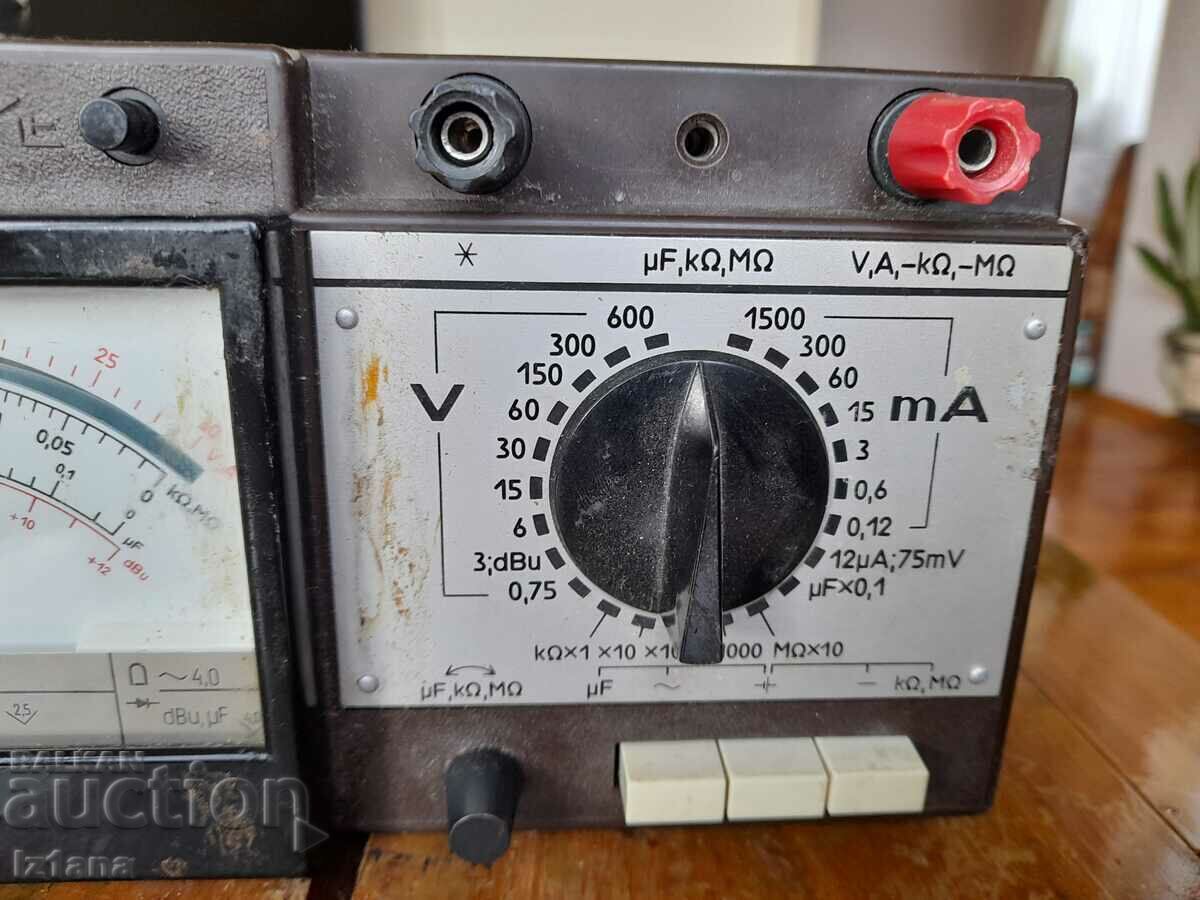 * µF,kΩ,MΩ V,A,-kΩ,-MΩ
600 1500
300 300
150 60
V 60 15 mA
30 3
15 0,6
6 0,12
3;dBu 12µA;75mV
0,75 µF×0,1
kΩ×1 ×10 000 MΩ×10
µF,kΩ,MΩ µF ~ — kΩ,MΩ
25
V-A
0,05
0,1
0
0
kΩ,MΩ
µF
+10
+12
dBu
~4,0
2,5
dBu,µF
BALKAN
auction
iz1ana